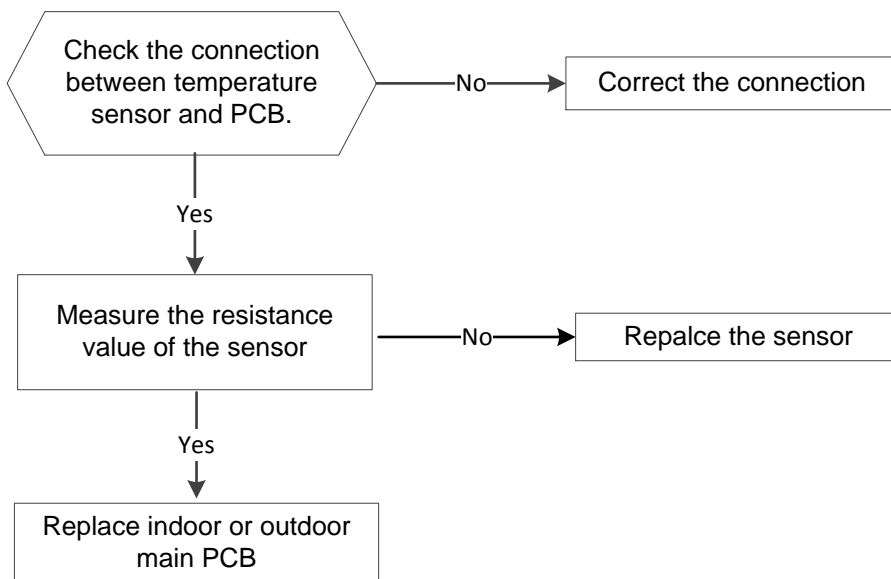 Check the connection
between temperature
sensor and PCB.
No
Correct the connection
Yes
Measure the resistance
value of the sensor
No
Repalce the sensor
Yes
Replace indoor or outdoor
main PCB